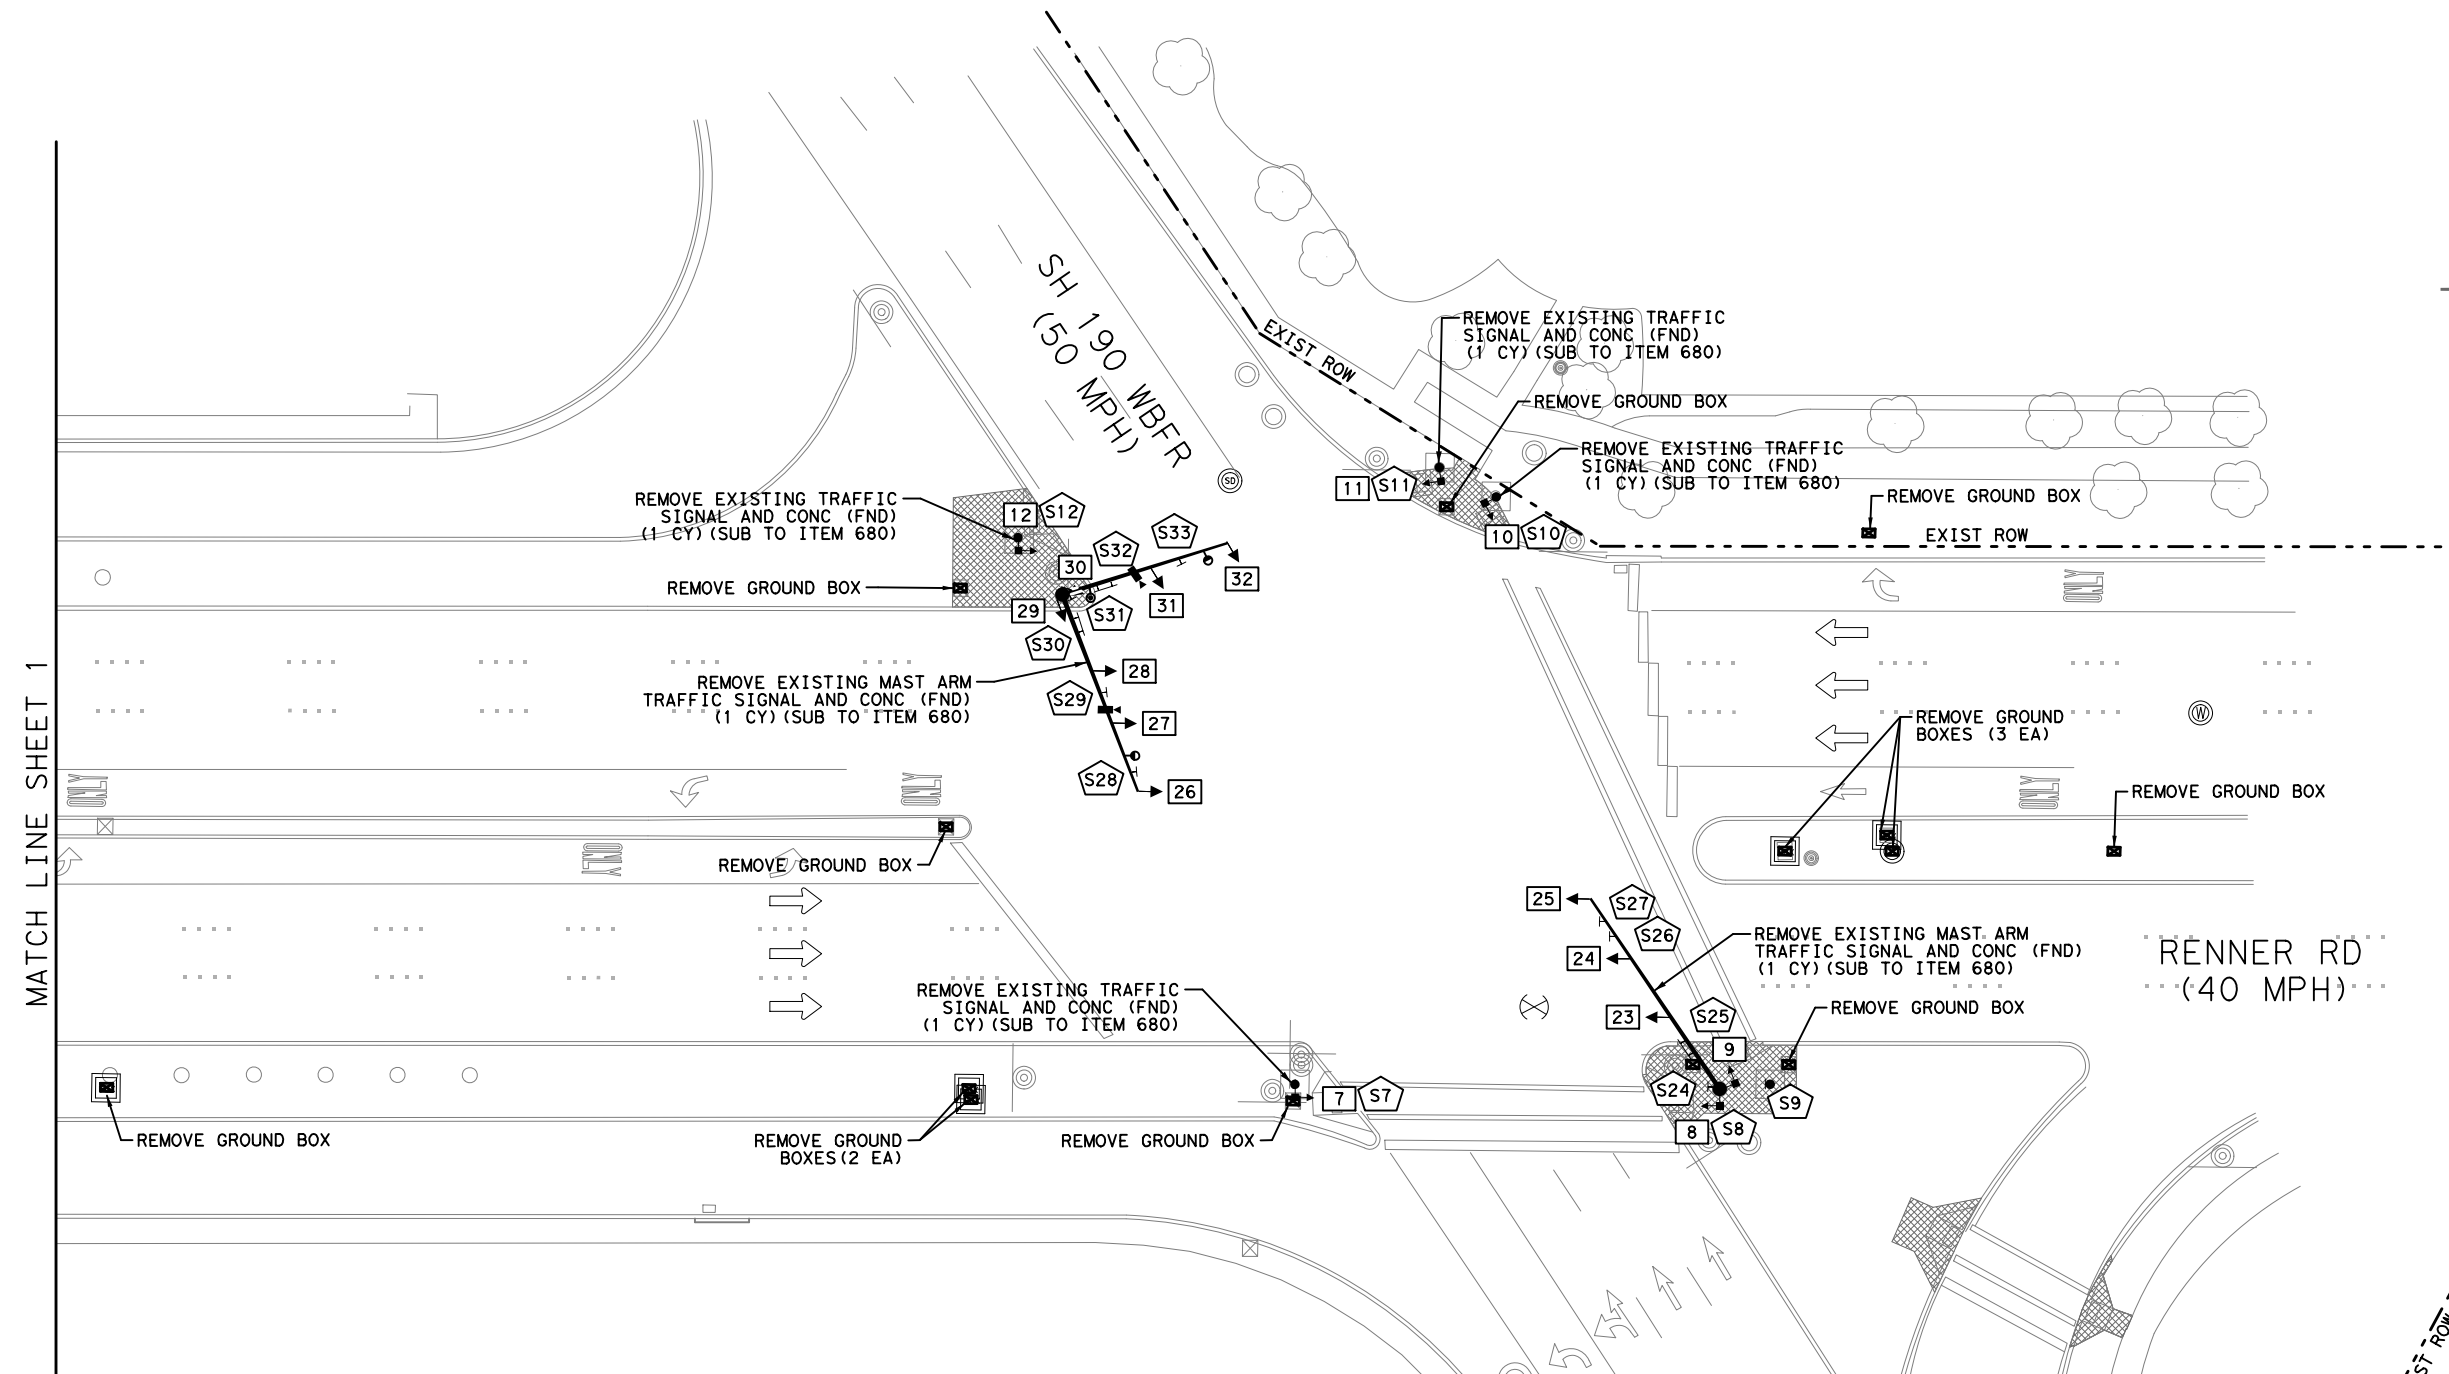 SH 190 WBFR
(50 MPH)
EXIST ROW
REMOVE EXISTING TRAFFIC
SIGNAL AND CONC (FND)
(1 CY)(SUB TO ITEM 680)
REMOVE GROUND BOX
REMOVE EXISTING TRAFFIC
SIGNAL AND CONC (FND)
(1 CY)(SUB TO ITEM 680)
11
S11
10
S10
REMOVE GROUND BOX
EXIST ROW
REMOVE EXISTING TRAFFIC
SIGNAL AND CONC (FND)
(1 CY)(SUB TO ITEM 680)
12
S12
SD
S33
S32
30
32
31
REMOVE GROUND BOX
29
S31
S30
28
REMOVE EXISTING MAST ARM
TRAFFIC SIGNAL AND CONC (FND)
(1 CY)(SUB TO ITEM 680)
S29
27
S28
26
ONLY
REMOVE GROUND
BOXES (3 EA)
W
ONLY
REMOVE GROUND BOX
MATCH LINE SHEET 1
ONLY
ONLY
ONLY
REMOVE GROUND BOX
25
S27
S26
24
REMOVE EXISTING MAST ARM
TRAFFIC SIGNAL AND CONC (FND)
(1 CY)(SUB TO ITEM 680)
RENNER RD
(40 MPH)
REMOVE EXISTING TRAFFIC
SIGNAL AND CONC (FND)
(1 CY)(SUB TO ITEM 680)
23
S25
REMOVE GROUND BOX
9
S24
S9
7
S7
8
S8
REMOVE GROUND BOX
REMOVE GROUND
BOXES(2 EA)
REMOVE GROUND BOX
ST ROW